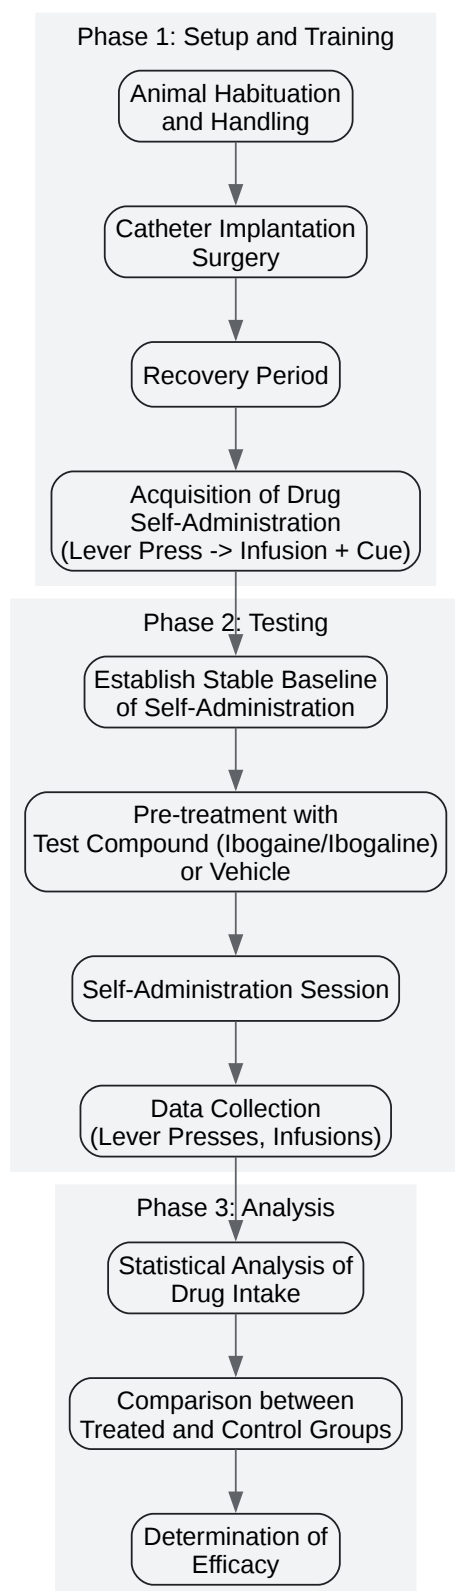 Phase 1: Setup and Training
Animal Habituation
and Handling
Catheter Implantation
Surgery
Recovery Period
Acquisition of Drug
Self-Administration
(Lever Press -> Infusion + Cue)
Phase 2: Testing
Establish Stable Baseline
of Self-Administration
Pre-treatment with
Test Compound (Ibogaine/Ibogaline)
or Vehicle
Self-Administration Session
Data Collection
(Lever Presses, Infusions)
Phase 3: Analysis
Statistical Analysis of
Drug Intake
Comparison between
Treated and Control Groups
Determination of
Efficacy